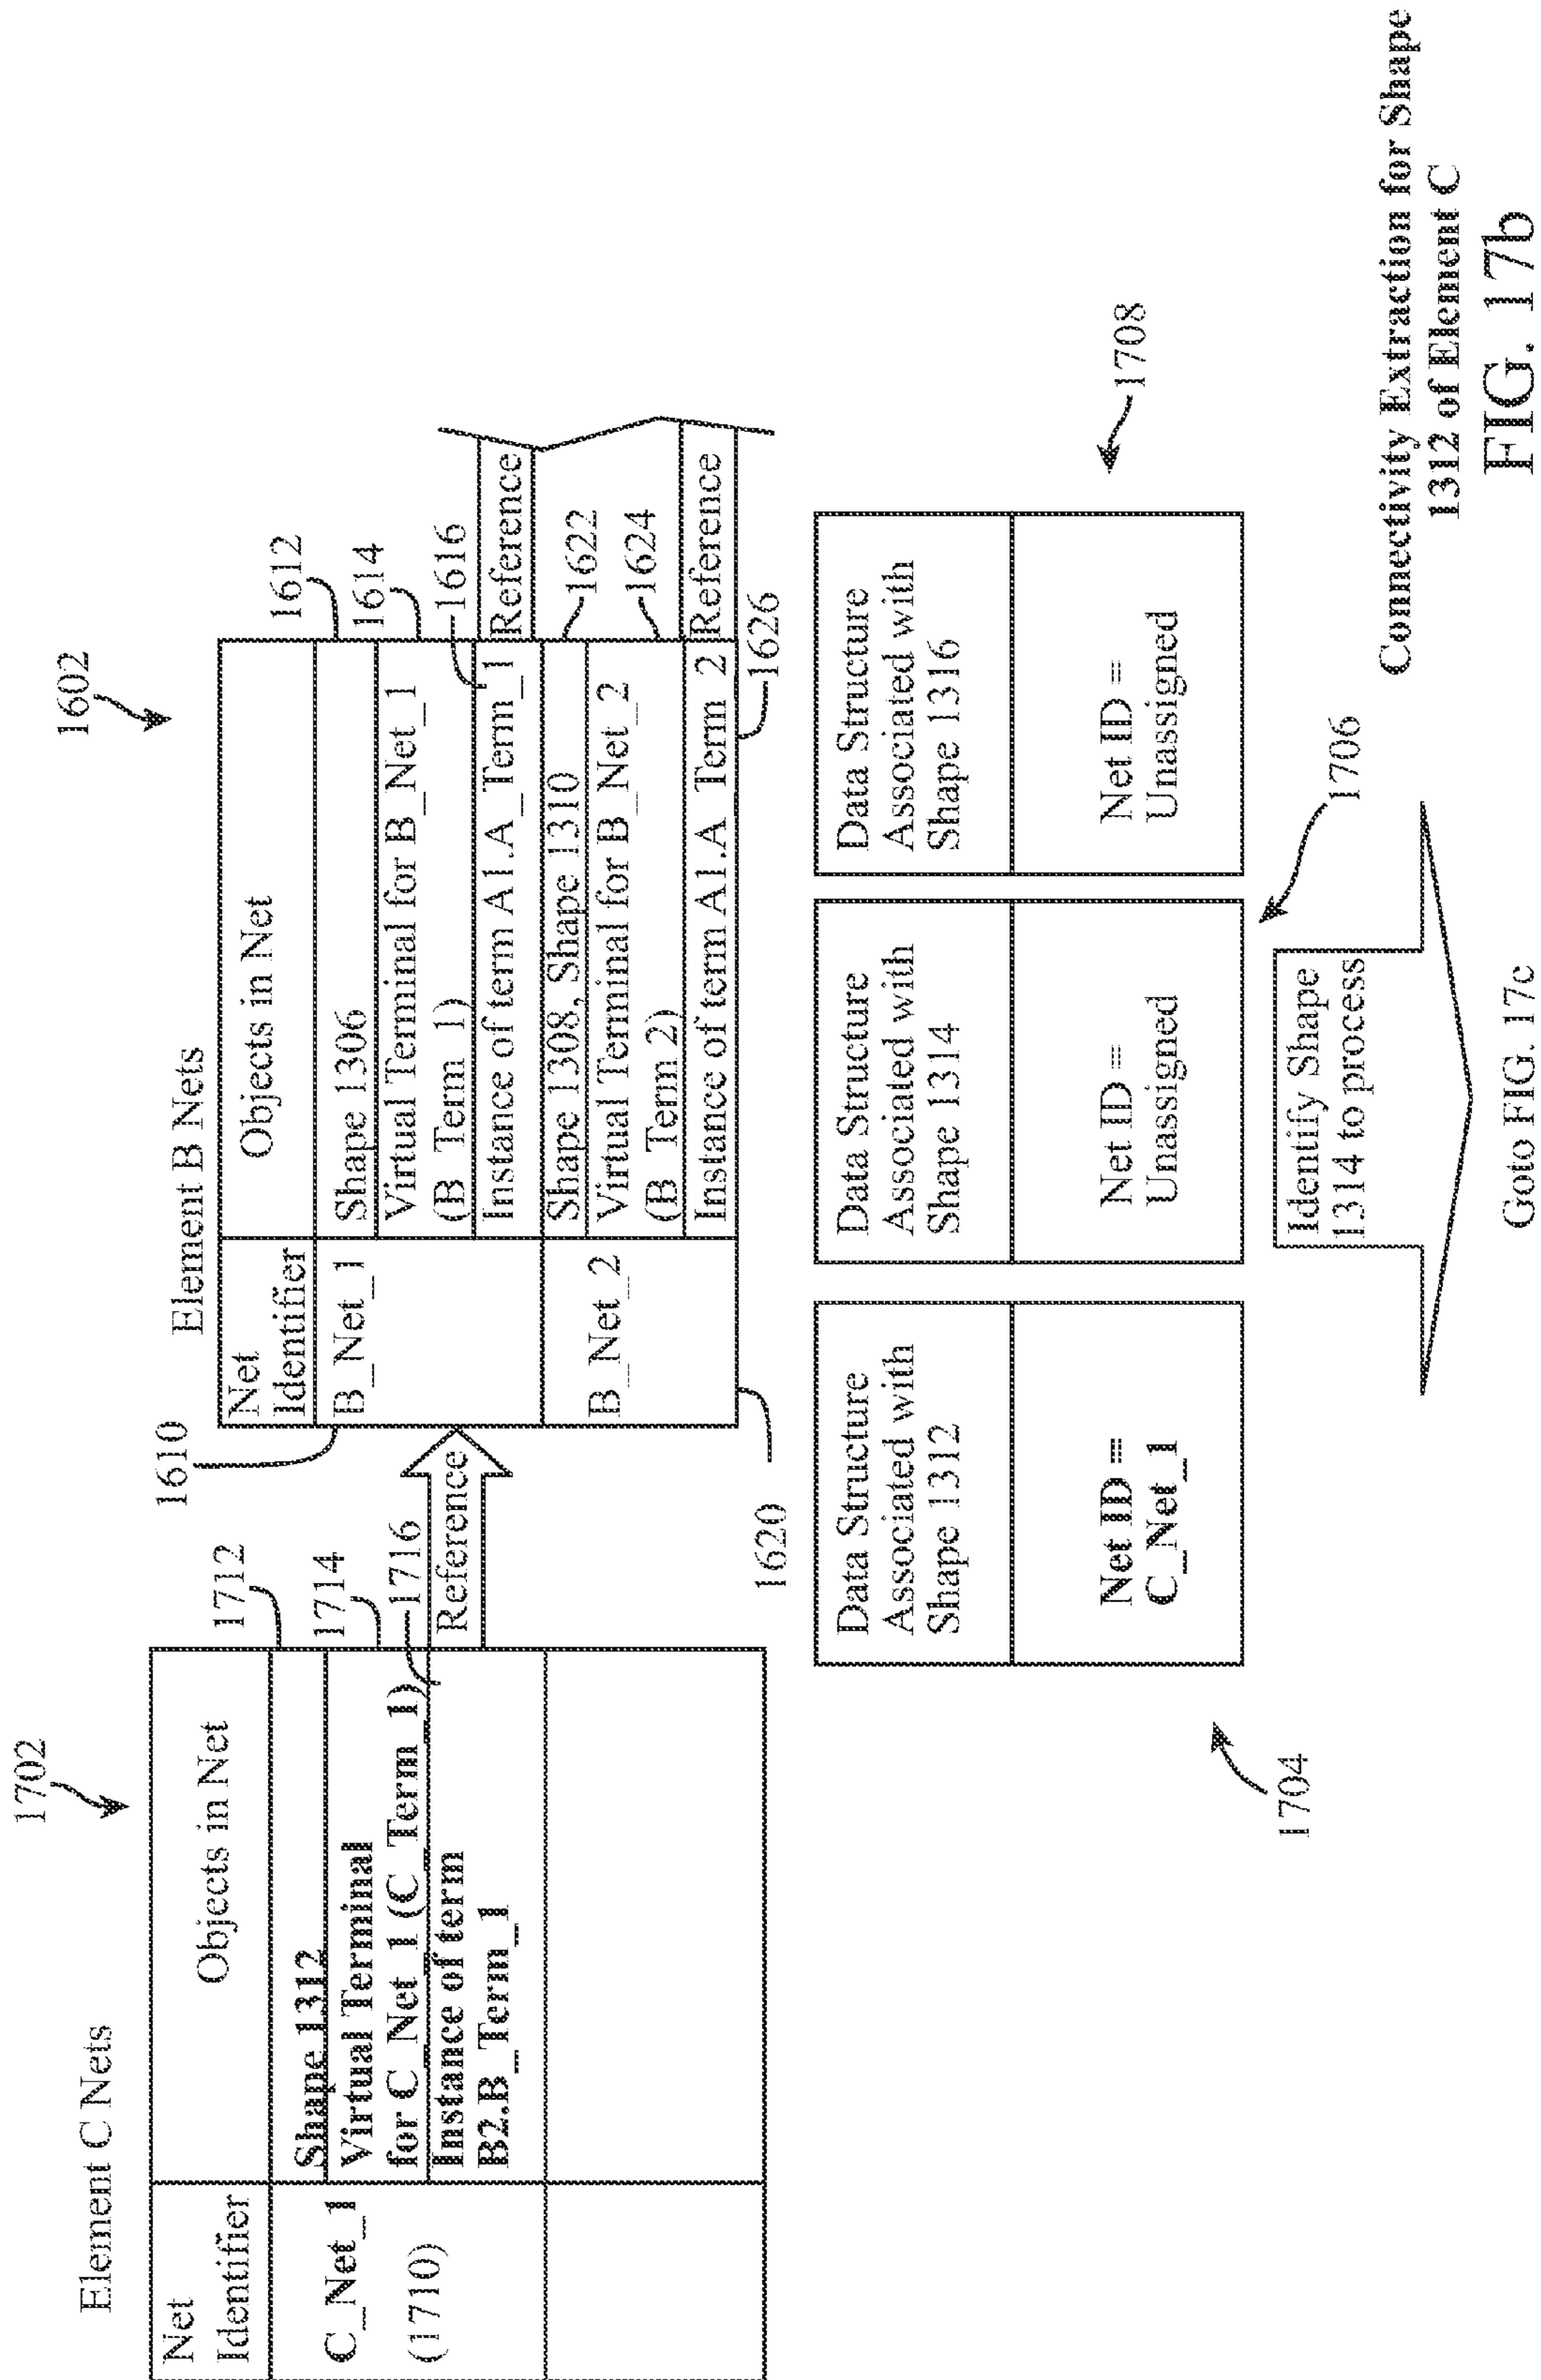 Element C Nets
1702
Net
Identifier
Objects in Net
C_Net_1
(1710)
Shape 1312
Virtual Terminal
for C_Net_1 (C_Term_1)
Instance of term
B2.B_Term_1
1712
1714
1716
Reference
Element B Nets
1602
1610
Net
Identifier
Objects in Net
B_Net_1
Shape 1306
Virtual Terminal for B_Net_1
(B_Term 1)
Instance of term A1.A_Term_1
B_Net_2
Shape 1308, Shape 1310
Virtual Terminal for B_Net_2
(B_Term 2)
Instance of term A1.A_Term 2
1612
1614
1616
Reference
1622
1624
Reference
1626
1620
Data Structure
Associated with
Shape 1312
Net ID =
C_Net_1
1704
Data Structure
Associated with
Shape 1314
Net ID =
Unassigned
1706
Data Structure
Associated with
Shape 1316
Net ID =
Unassigned
1708
Identify Shape
1314 to process
Goto FIG. 17c
Connectivity Extraction for Shape
1312 of Element C
FIG. 17b